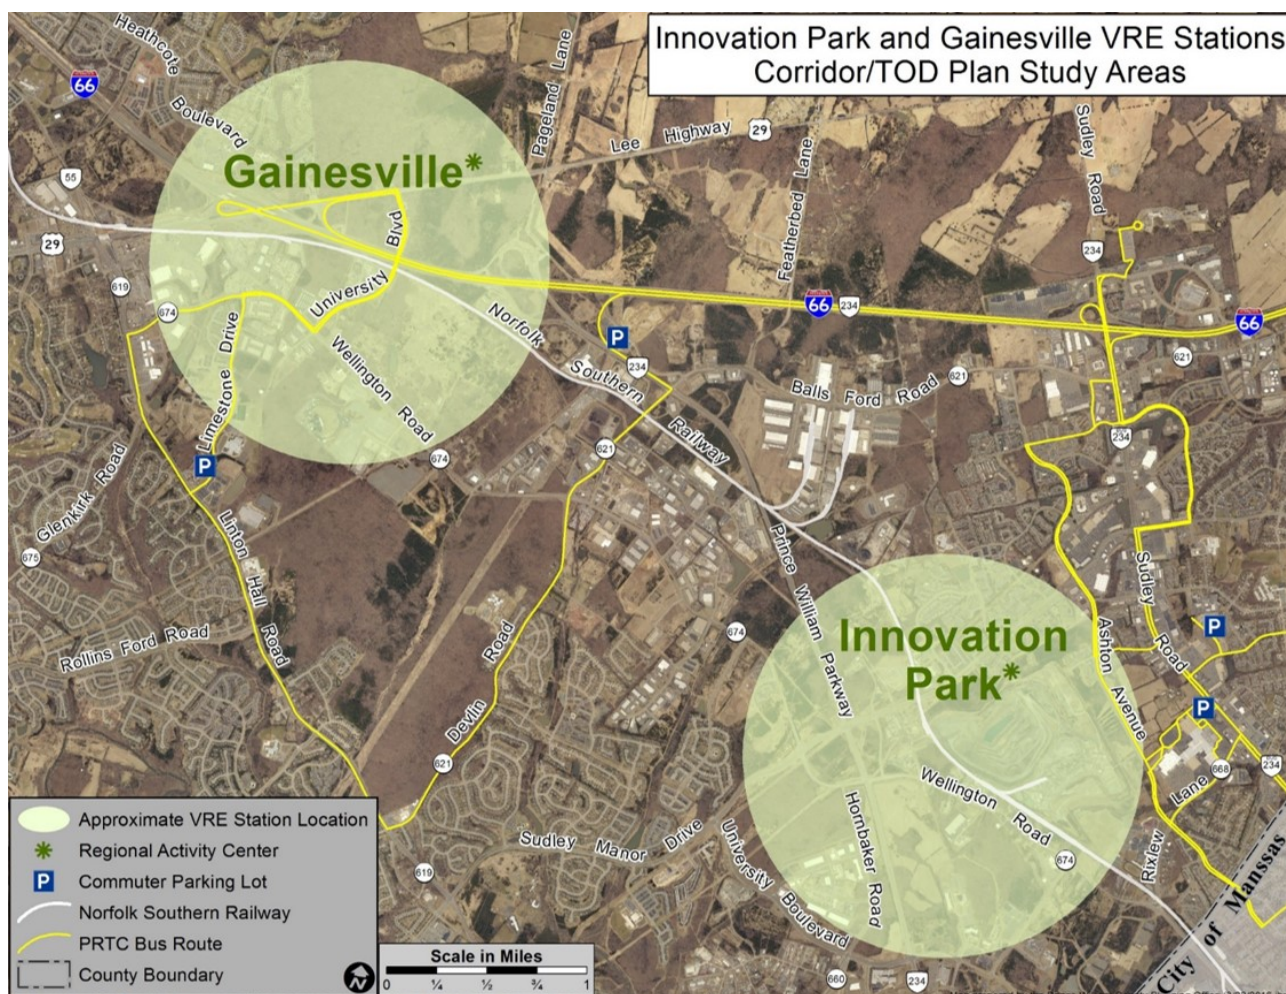 Innovation Park and Gainesville VRE Stations
Corridor/TOD Plan Study Areas
Heathcote
Boulevard
66
Pageland Lane
Lee Highway
29
Featherbed Lane
Sudley Road
234
55
29
Gainesville*
University Blvd
619
674
Limestone Drive
Wellington Road
674
P
Norfolk Southern Railway
P
234
66
234
66
621
Balls Ford Road
621
234
621
Glenkirk Road
675
P
Linton Hall Road
Rollins Ford Road
Devlin Road
621
Prince William Parkway
674
Innovation
Park*
Ashton Avenue
Sudley Road
P
P
234
668
Rixlew Lane
Wellington Road
674
Hornbaker Road
Sudley Manor Drive
University Boulevard
619
660
234
City of Manssas
Approximate VRE Station Location
Regional Activity Center
P Commuter Parking Lot
Norfolk Southern Railway
PRTC Bus Route
County Boundary
N
Scale in Miles
0 ¼ ½ ¾ 1